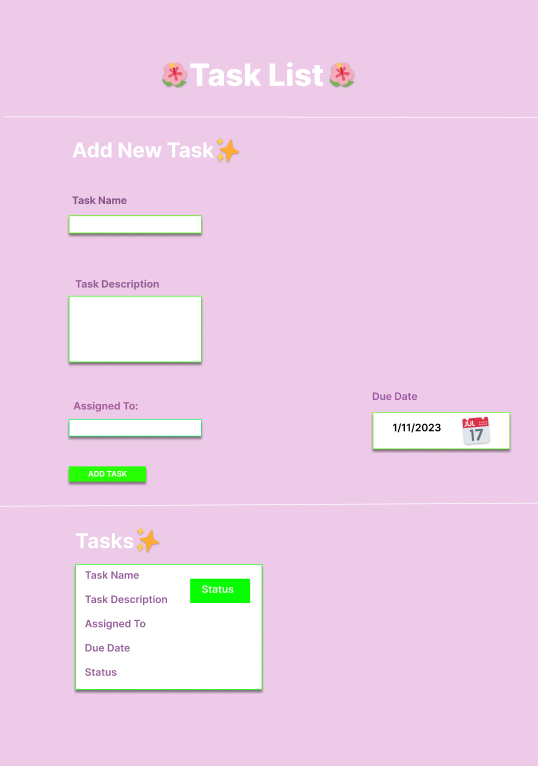 Task List
Add New Task
Task Name
Task Description
Assigned To:
Due Date
1/11/2023
JUL
17
ADD TASK
Tasks
Task Name
Status
Task Description
Assigned To
Due Date
Status